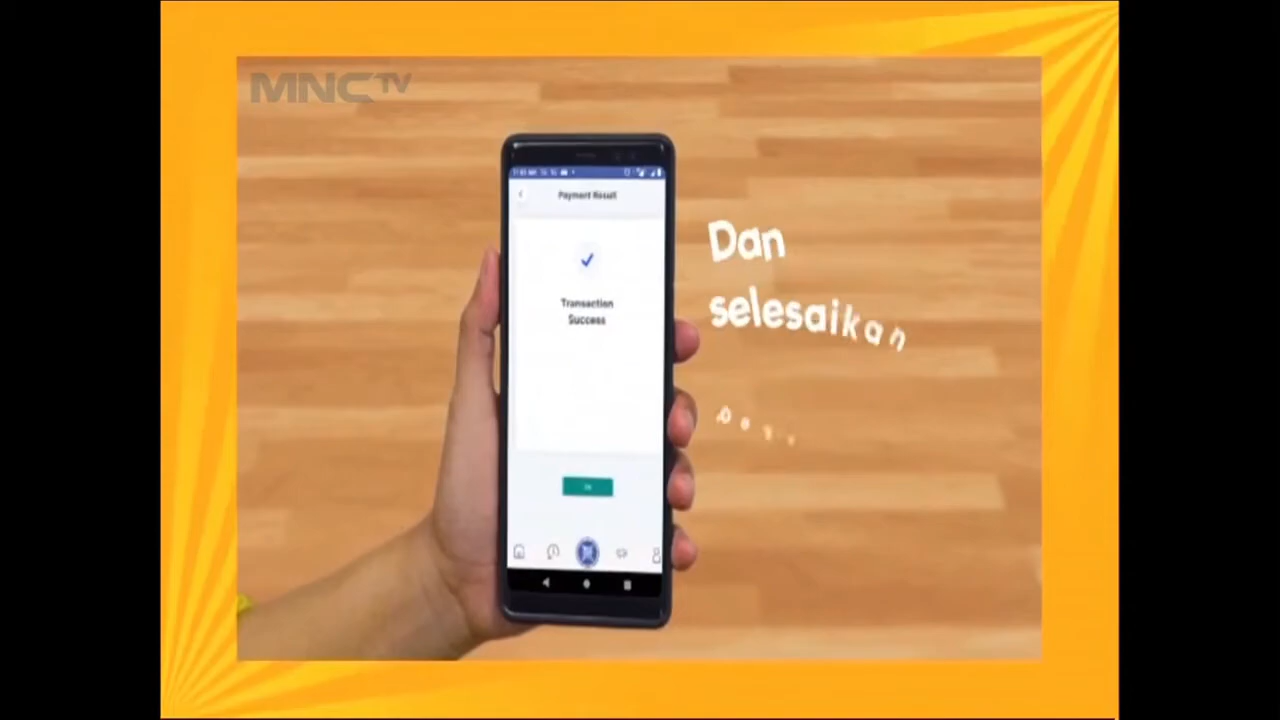 MNCTV
Payment Result
Transaction
Success
Dan
selesaikan